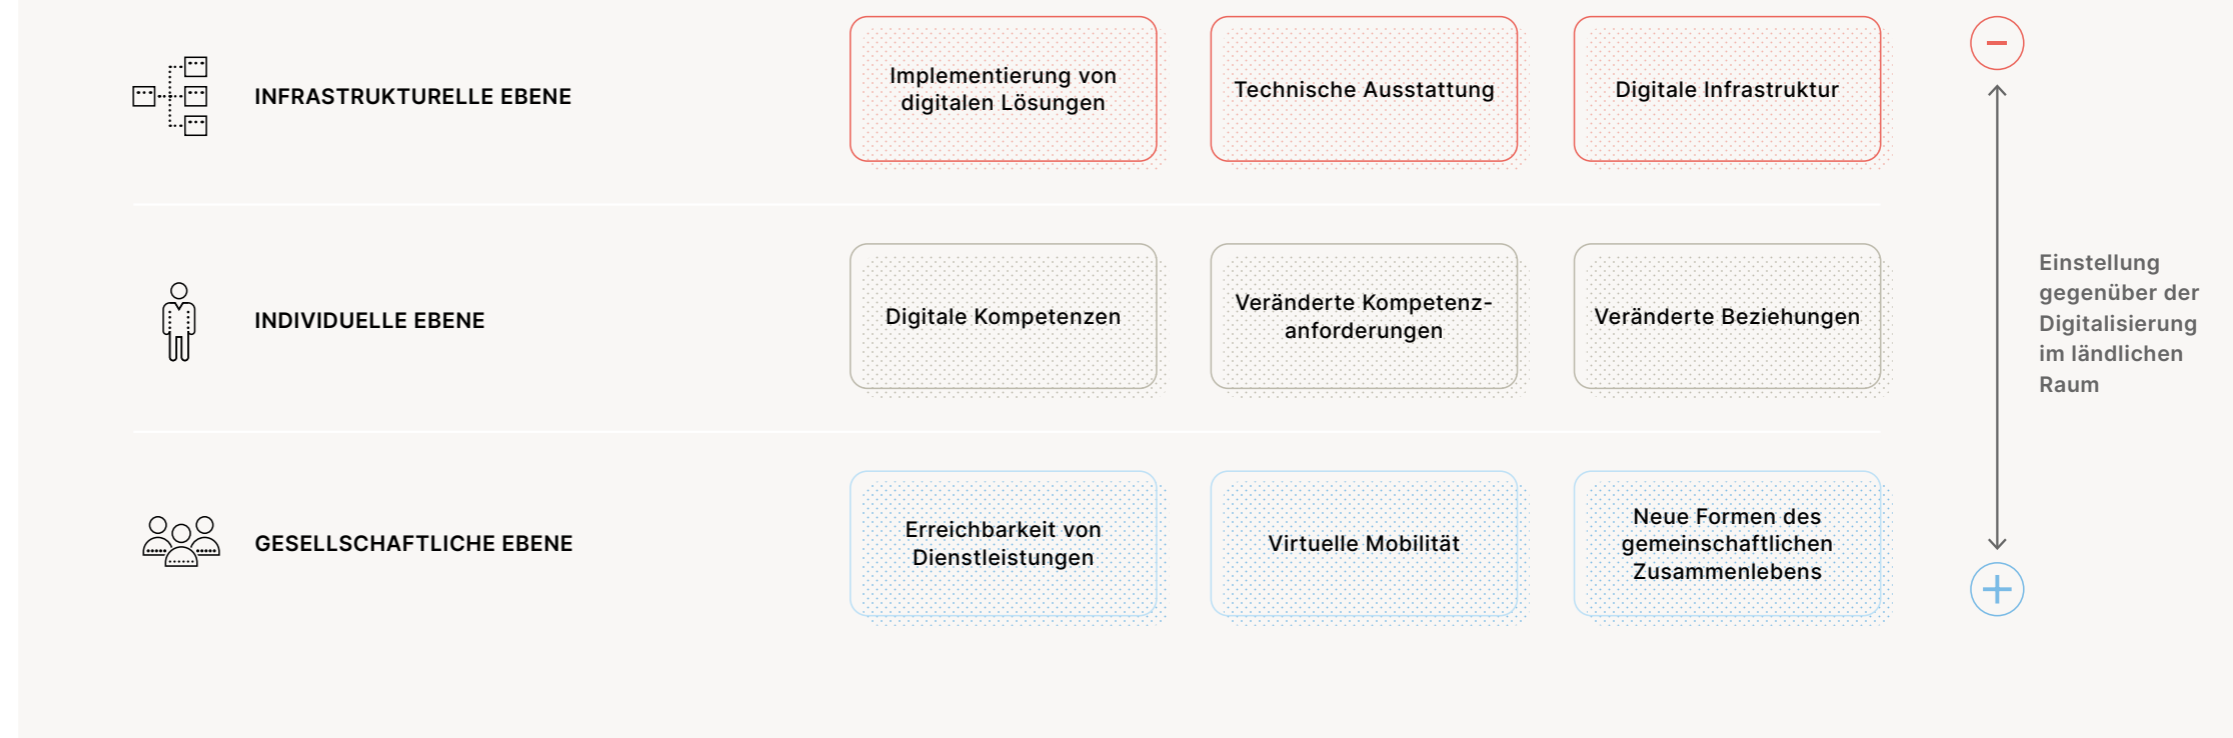 INFRASTRUKTURELLE EBENE
Implementierung von
digitalen Lösungen
Technische Ausstattung
Digitale Infrastruktur
INDIVIDUELLE EBENE
Digitale Kompetenzen
Veränderte Kompetenz-
anforderungen
Veränderte Beziehungen
GESELLSCHAFTLICHE EBENE
Erreichbarkeit von
Dienstleistungen
Virtuelle Mobilität
Neue Formen des
gemeinschaftlichen
Zusammenlebens
Einstellung
gegenüber der
Digitalisierung
im ländlichen
Raum